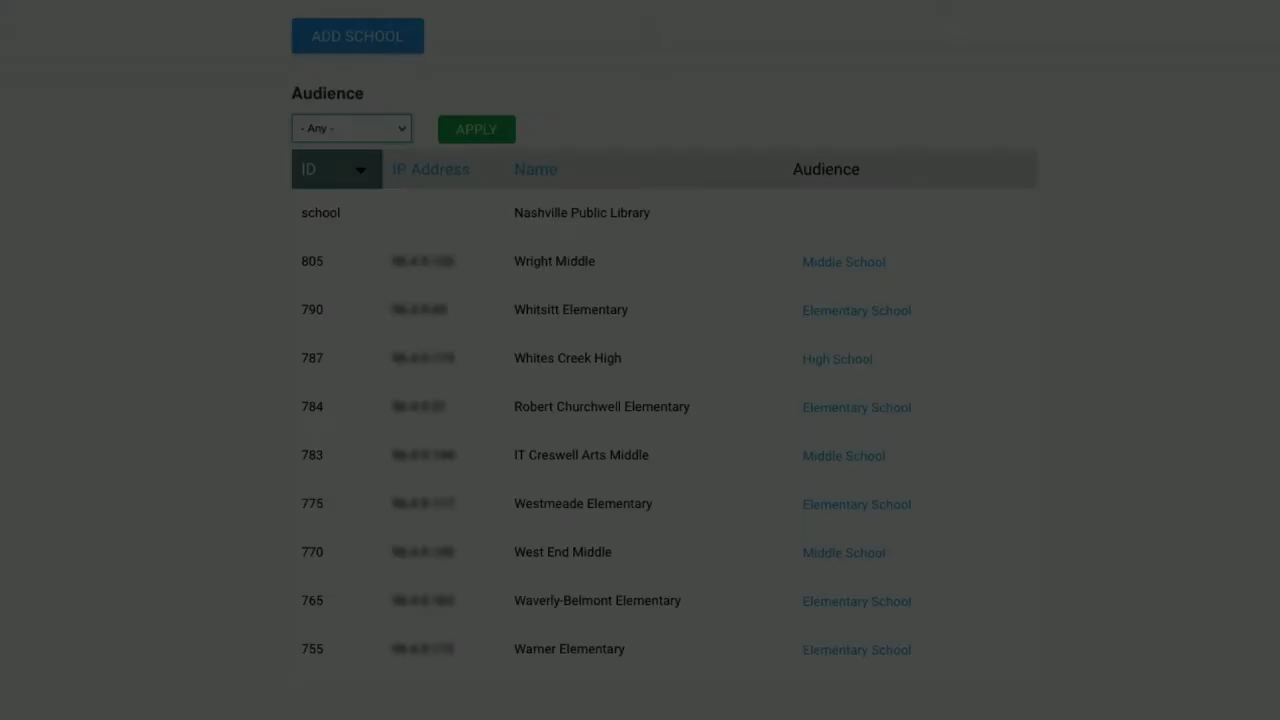 ADD SCHOOL
Audience
- Any -
APPLY
ID IP Address Name Audience
school Nashville Public Library
805 Wright Middle Middle School
790 Whitsitt Elementary Elementary School
787 Whites Creek High High School
784 Robert Churchwell Elementary Elementary School
783 IT Creswell Arts Middle Middle School
775 Westmeade Elementary Elementary School
770 West End Middle Middle School
765 Waverly-Belmont Elementary Elementary School
755 Warner Elementary Elementary School